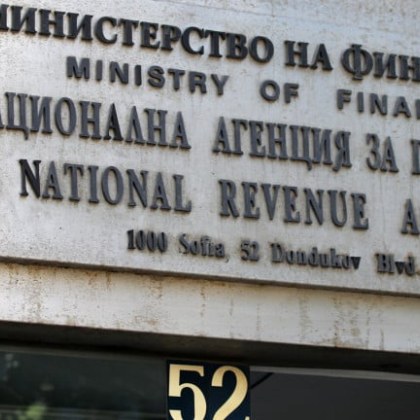 МИНИСТЕРСТВО НА ФИН
MINISTRY OF FINA
АЦИОНАЛНА АГЕНЦИЯ ЗА
NATIONAL REVENUE A
1000 Sofia, 52 Dondukov Blvd.
52